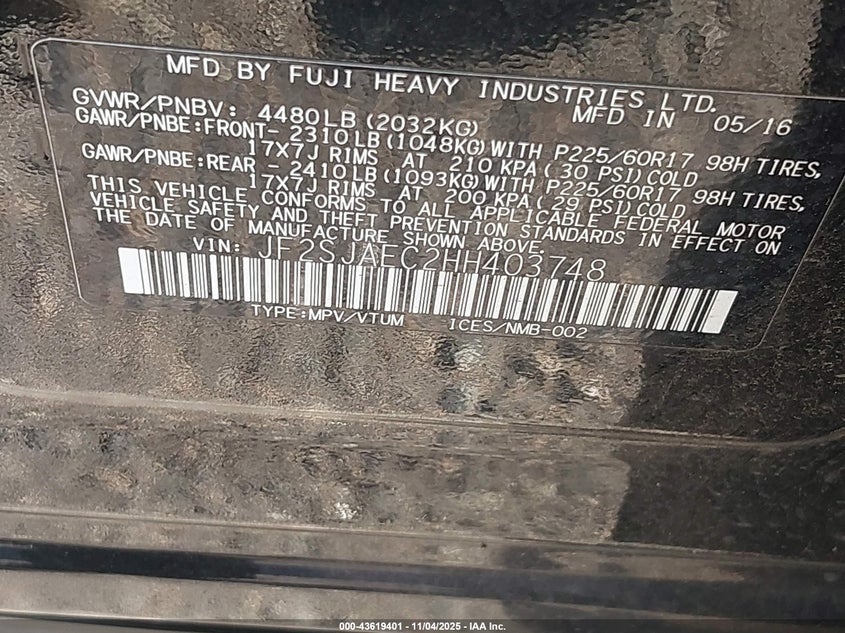 MFD BY FUJI HEAVY INDUSTRIES LTD.
GVWR/PNBV: 4480LB(2032KG) MFD IN 05/16
GAWR/PNBE:FRONT- 2310LB(1048KG)WITH P225/60R17 98H TIRES,
17X7J RIMS AT 210 KPA(30 PSI)COLD
GAWR/PNBE:REAR - 2410LB(1093KG)WITH P225/60R17 98H TIRES,
17X7J RIMS AT 200 KPA(29 PSI)COLD
THIS VEHICLE CONFORMS TO ALL APPLICABLE FEDERAL MOTOR
VEHICLE SAFETY AND THEFT PREVENTION STANDARDS IN EFFECT ON
THE DATE OF MANUFACTURE SHOWN ABOVE.
VIN: JF2SJAEC2HH403748
TYPE:MPV/VTUM ICES/NMB-002
000-43619401 - 11/04/2025 - IAA Inc.